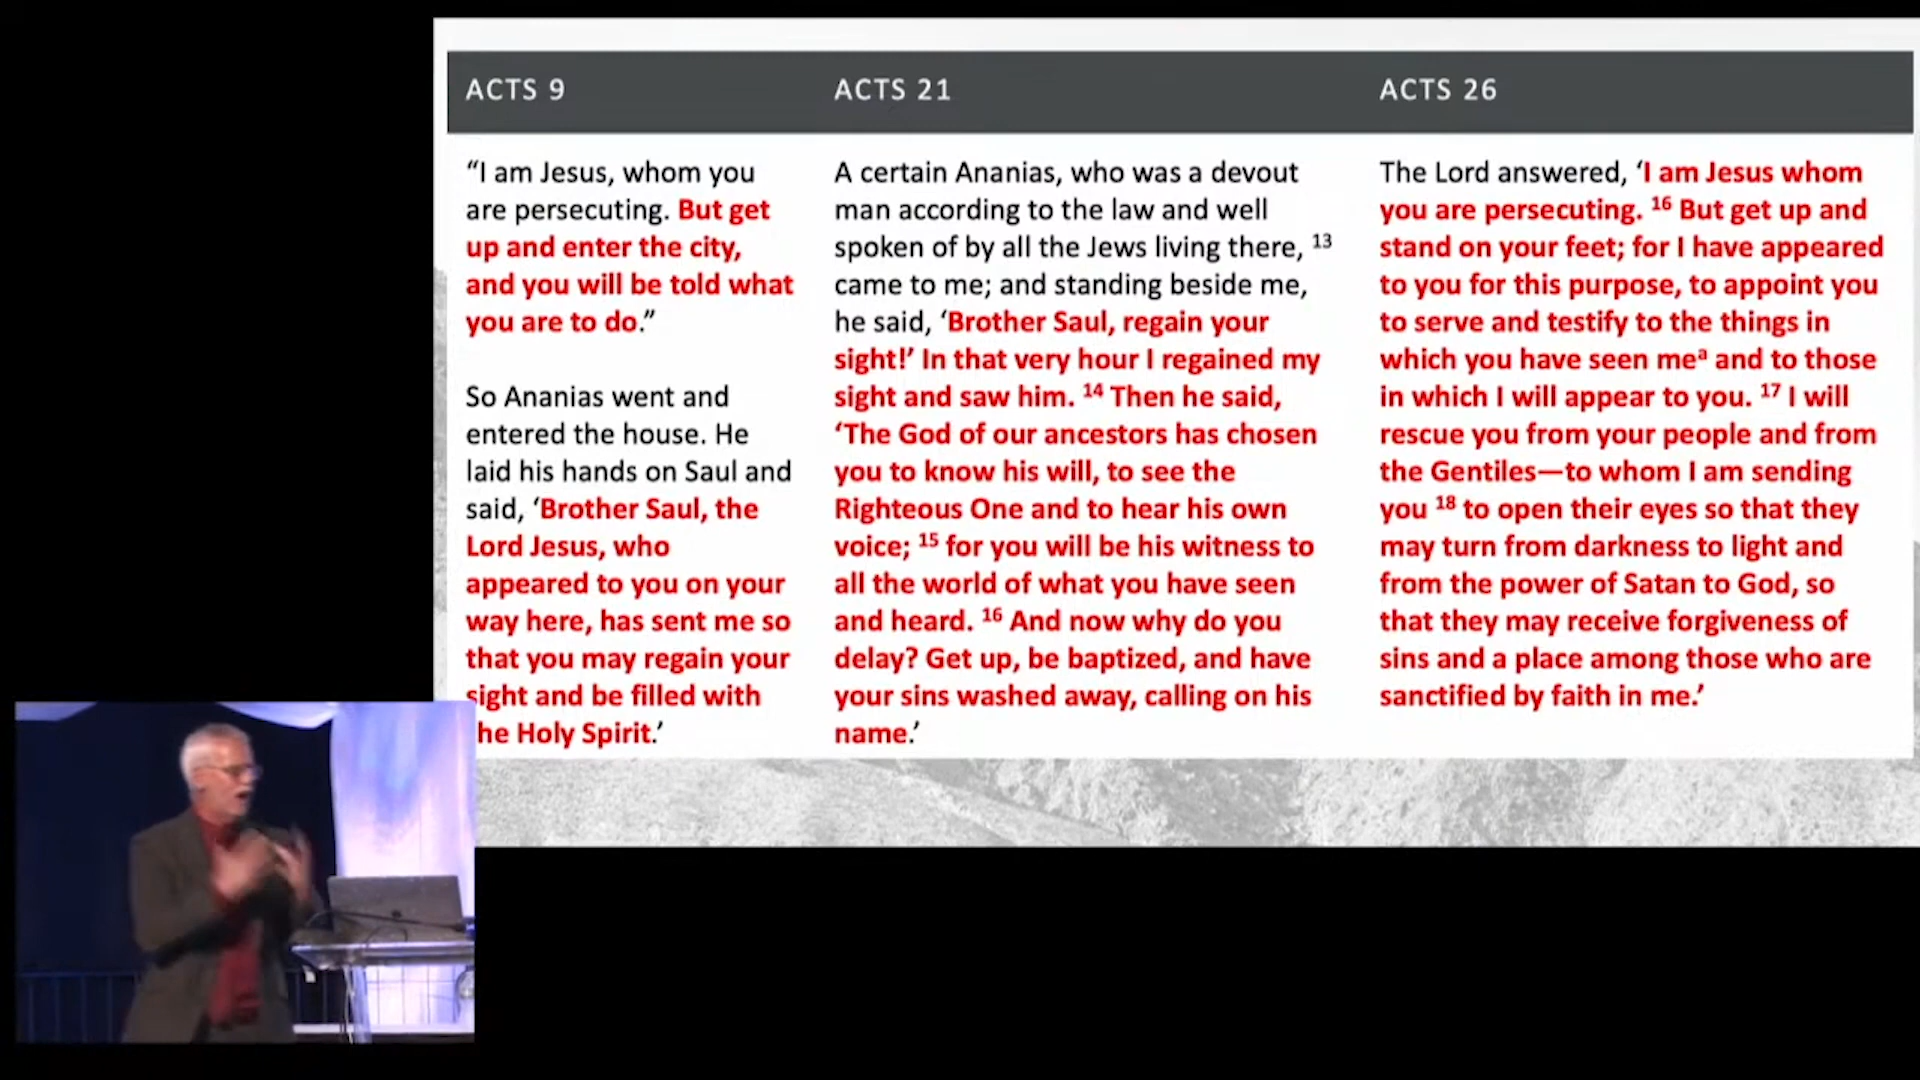 ACTS 9
"I am Jesus, whom you
are persecuting. But get
up and enter the city,
and you will be told what
you are to do."
So Ananias went and
entered the house. He
laid his hands on Saul and
said, ‘Brother Saul, the
Lord Jesus, who
appeared to you on your
way here, has sent me so
that you may regain your
sight and be filled with
he Holy Spirit.’
ACTS 21
A certain Ananias, who was a devout
man according to the law and well
spoken of by all the Jews living there, 13
came to me; and standing beside me,
he said, ‘Brother Saul, regain your
sight!’ In that very hour I regained my
sight and saw him. 14 Then he said,
‘The God of our ancestors has chosen
you to know his will, to see the
Righteous One and to hear his own
voice; 15 for you will be his witness to
all the world of what you have seen
and heard. 16 And now why do you
delay? Get up, be baptized, and have
your sins washed away, calling on his
name.’
ACTS 26
The Lord answered, ‘I am Jesus whom
you are persecuting. 16 But get up and
stand on your feet; for I have appeared
to you for this purpose, to appoint you
to serve and testify to the things in
which you have seen meª and to those
in which I will appear to you. 17 I will
rescue you from your people and from
the Gentiles—to whom I am sending
you 18 to open their eyes so that they
may turn from darkness to light and
from the power of Satan to God, so
that they may receive forgiveness of
sins and a place among those who are
sanctified by faith in me.’